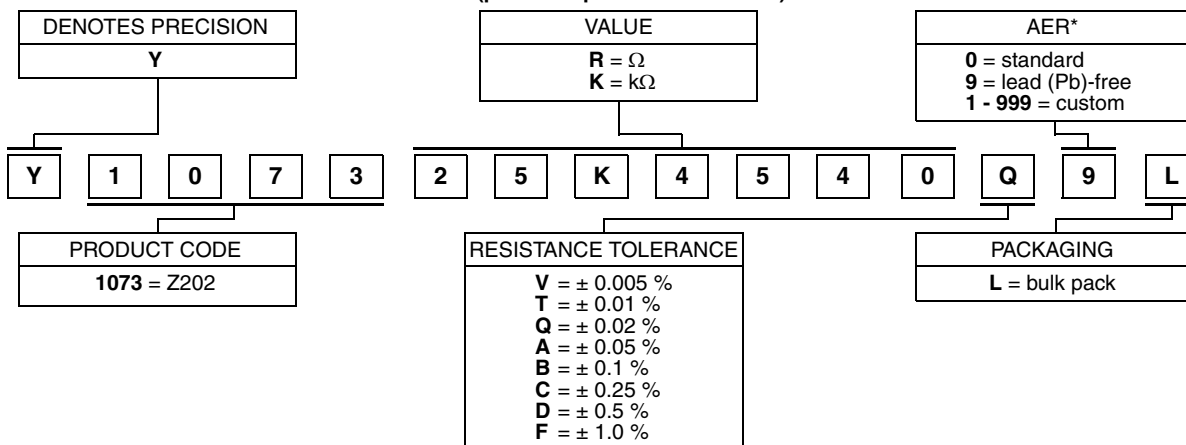 DENOTES PRECISION
Y
VALUE
R = Ω
K = kΩ
AER*
0 = standard
9 = lead (Pb)-free
1 - 999 = custom
Y 1 0 7 3 2 5 K 4 5 4 0 Q 9 L
PRODUCT CODE
1073 = Z202
RESISTANCE TOLERANCE
V = ± 0.005 %
T = ± 0.01 %
Q = ± 0.02 %
A = ± 0.05 %
B = ± 0.1 %
C = ± 0.25 %
D = ± 0.5 %
F = ± 1.0 %
PACKAGING
L = bulk pack